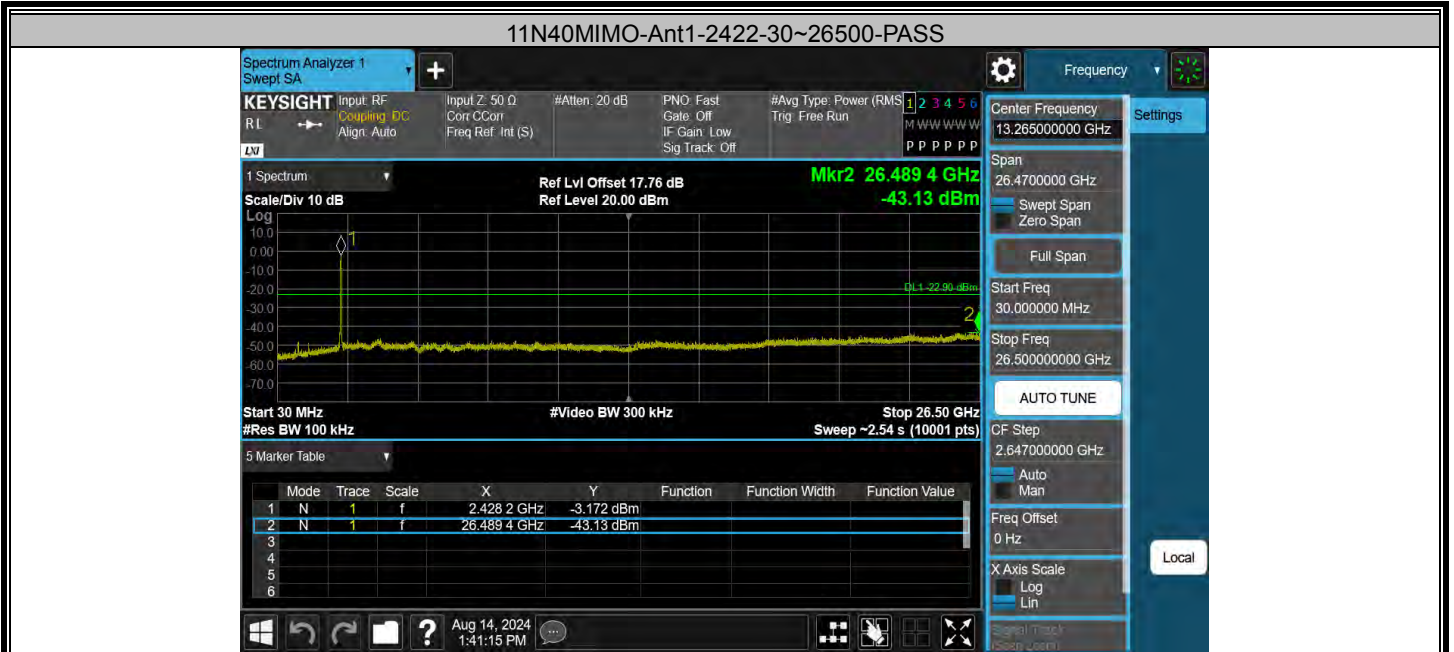 11N40MIMO-Ant1-2422-30~26500-PASS
Spectrum Analyzer 1
Swept SA
+
Frequency
KEYSIGHT
RL
LXI
Input: RF
Coupling: DC
Align: Auto
Input Z: 50 Ω
Corr CCorr
Freq Ref: Int (S)
#Atten: 20 dB
PNO: Fast
Gate: Off
IF Gain: Low
Sig Track: Off
#Avg Type: Power (RMS
Trig: Free Run
1 2 3 4 5 6
M W W W W W
P P P P P P
Center Frequency
13.265000000 GHz
Settings
Span
26.4700000 GHz
Swept Span
Zero Span
Full Span
Start Freq
30.000000 MHz
Stop Freq
26.500000000 GHz
AUTO TUNE
CF Step
2.647000000 GHz
Auto
Man
Freq Offset
0 Hz
X Axis Scale
Log
Lin
Signal Track
(Span Zoom)
Local
1 Spectrum
Scale/Div 10 dB
Ref Lvl Offset 17.76 dB
Ref Level 20.00 dBm
Mkr2 26.489 4 GHz
-43.13 dBm
Log
10.0
0.00
-10.0
-20.0
-30.0
-40.0
-50.0
-60.0
-70.0
1
DL1 -22.90 dBm
2
Start 30 MHz
#Res BW 100 kHz
#Video BW 300 kHz
Stop 26.50 GHz
Sweep ~2.54 s (10001 pts)
5 Marker Table
Mode Trace Scale X Y Function Function Width Function Value
1 N 1 f 2.428 2 GHz -3.172 dBm
2 N 1 f 26.489 4 GHz -43.13 dBm
3
4
5
6
?
Aug 14, 2024
1:41:15 PM